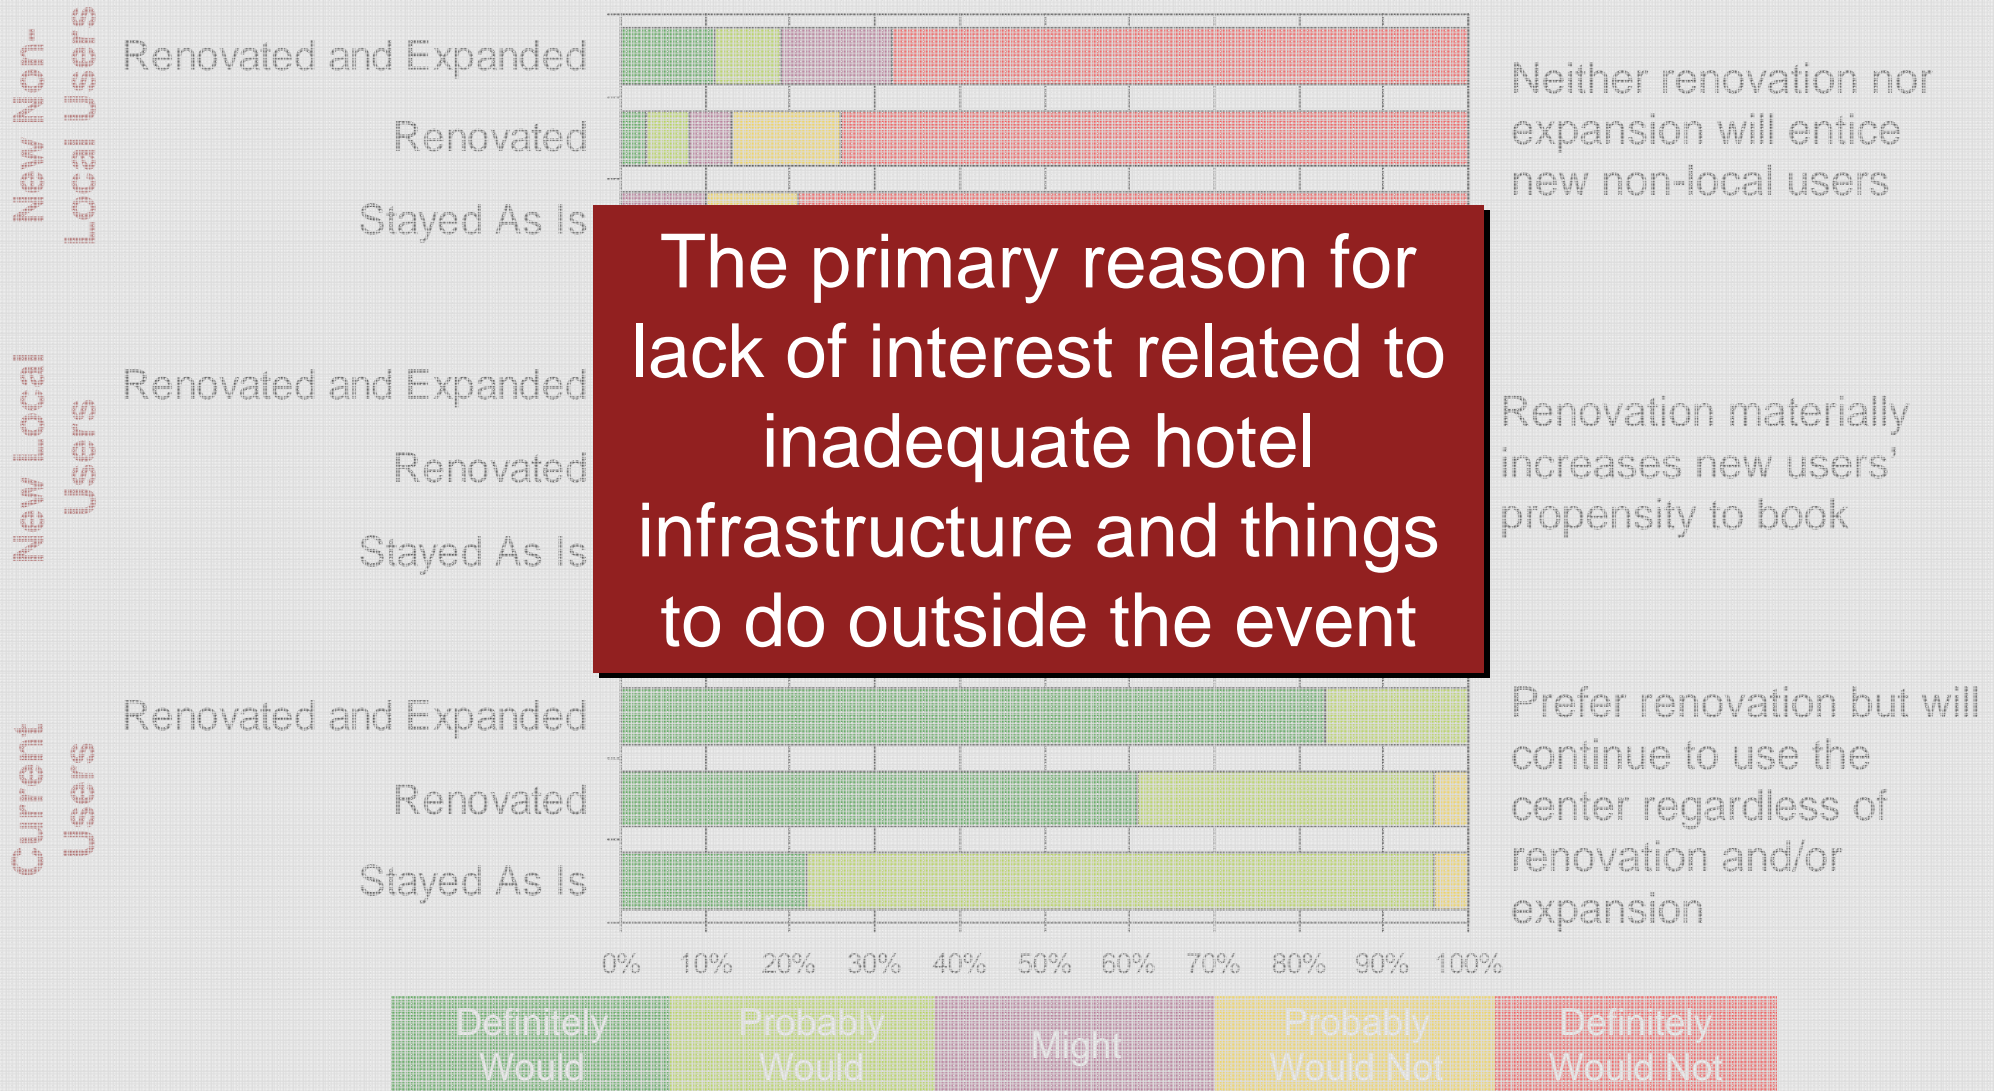 New Non-
Local Users
Renovated and Expanded
Renovated
Stayed As Is
Neither renovation nor
expansion will entice
new non-local users
The primary reason for
lack of interest related to
inadequate hotel
infrastructure and things
to do outside the event
New Local
Users
Renovated and Expanded
Renovated
Stayed As Is
Renovation materially
increases new users’
propensity to book
Current
Users
Renovated and Expanded
Renovated
Stayed As Is
Prefer renovation but will
continue to use the
center regardless of
renovation and/or
expansion
0% 10% 20% 30% 40% 50% 60% 70% 80% 90% 100%
Definitely
Would
Probably
Would
Might
Probably
Would Not
Definitely
Would Not